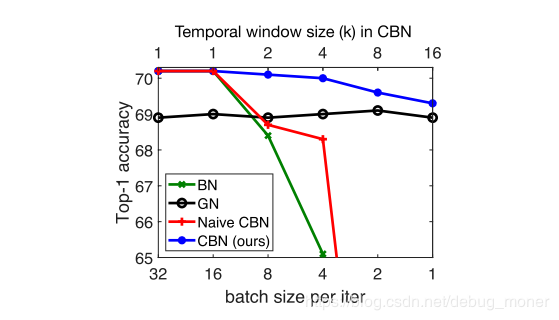 Temporal window size (k) in CBN
1 1 2 4 8 16
70
69
68
67
66
65
Top-1 accuracy
BN
GN
Naive CBN
CBN (ours)
32 16 8 4 2 1
batch size per iter
https://blog.csdn.net/debug_moner